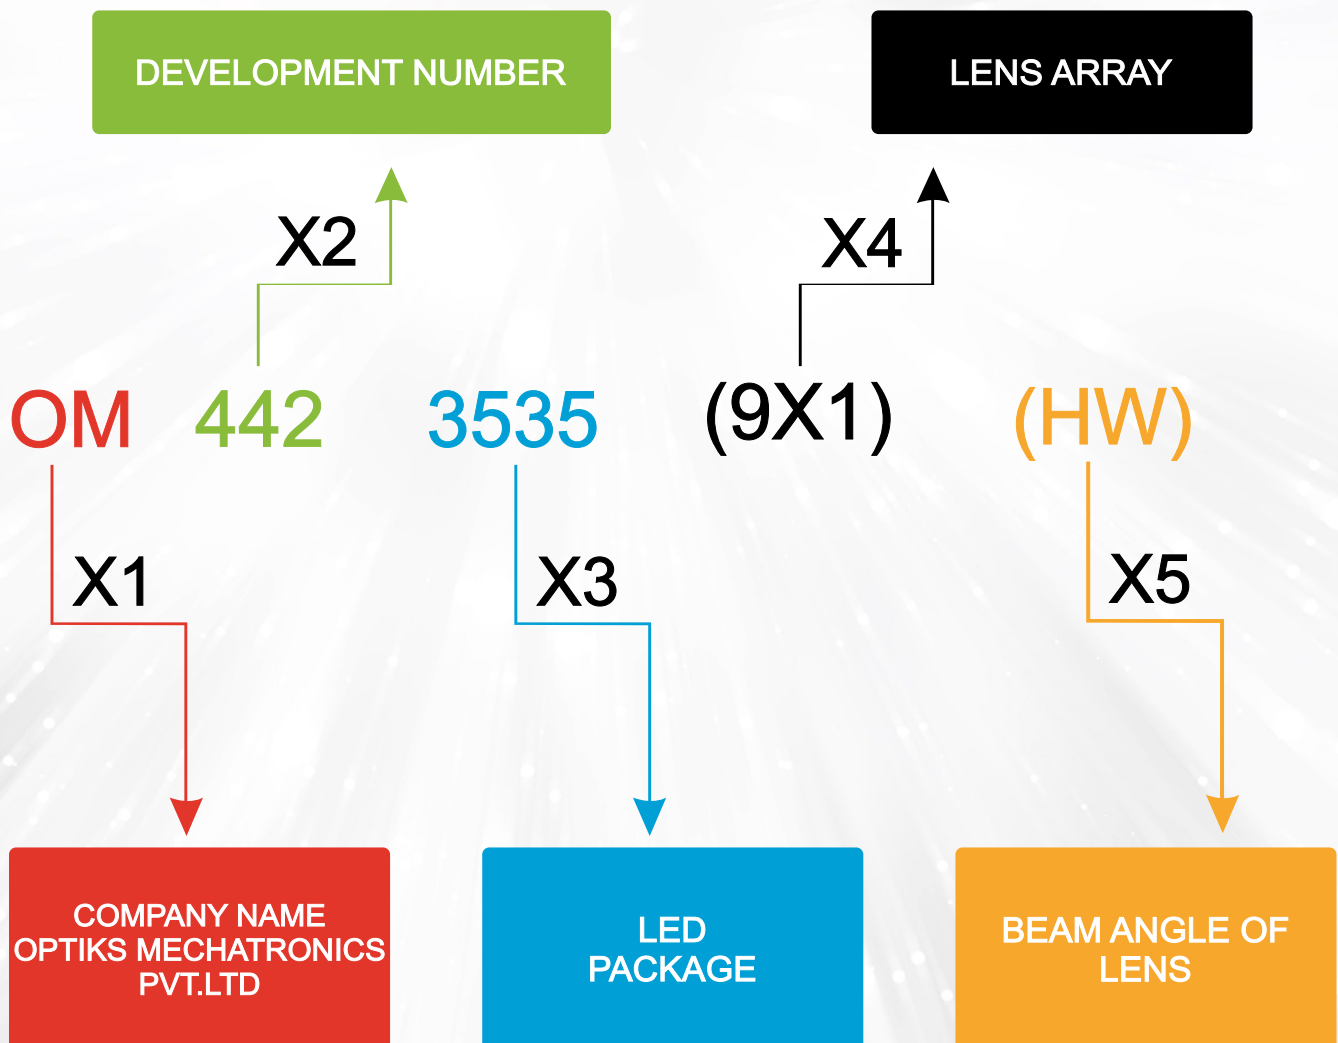 DEVELOPMENT NUMBER
LENS ARRAY
X2
X4
OM 442 3535 (9X1) (HW)
X1
X3
X5
COMPANY NAME
OPTIKS MECHATRONICS
PVT.LTD
LED
PACKAGE
BEAM ANGLE OF
LENS